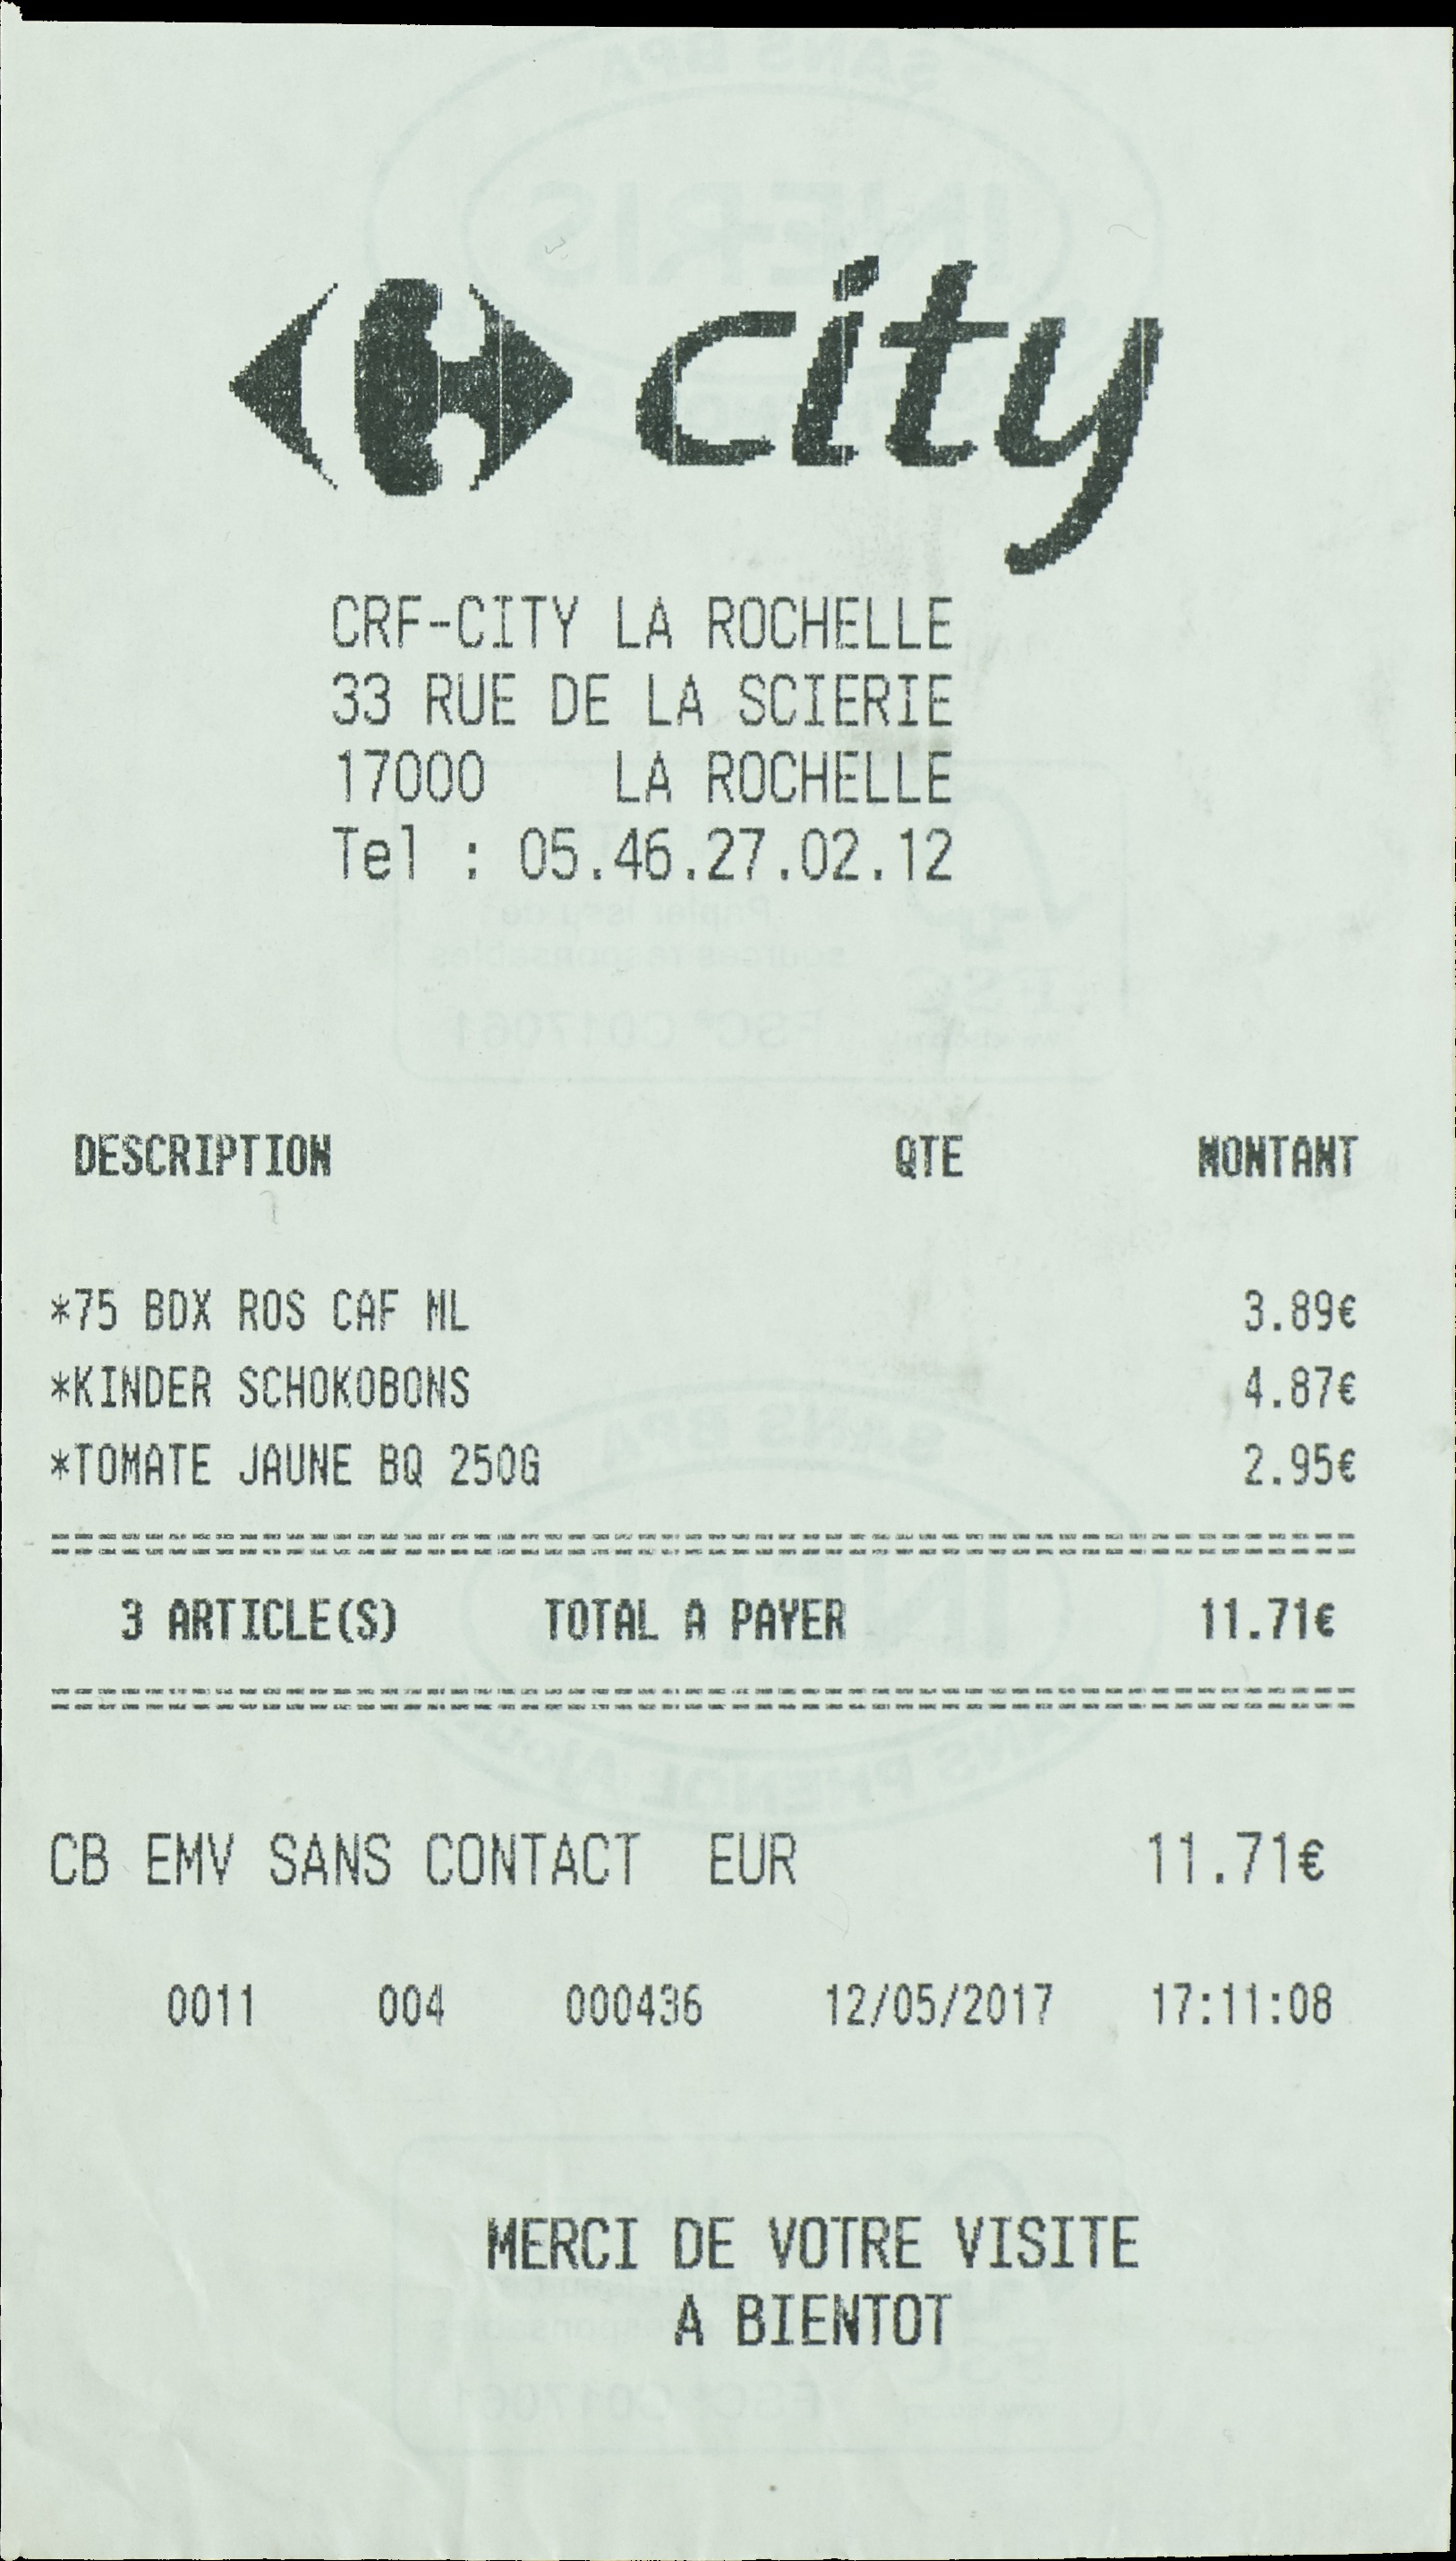 city
CRF-CITY LA ROCHELLE
33 RUE DE LA SCIERIE
17000 LA ROCHELLE
Tel : 05.46.27.02.12
DESCRIPTION QTE MONTANT
*75 BDX ROS CAF ML 3.89€
*KINDER SCHOKOBONS 4.87€
*TOMATE JAUNE BQ 250G 2.95€
========================================================
3 ARTICLE(S) TOTAL A PAYER 11.71€
========================================================
CB EMV SANS CONTACT EUR 11.71€
0011 004 000436 12/05/2017 17:11:08
MERCI DE VOTRE VISITE
A BIENTOT